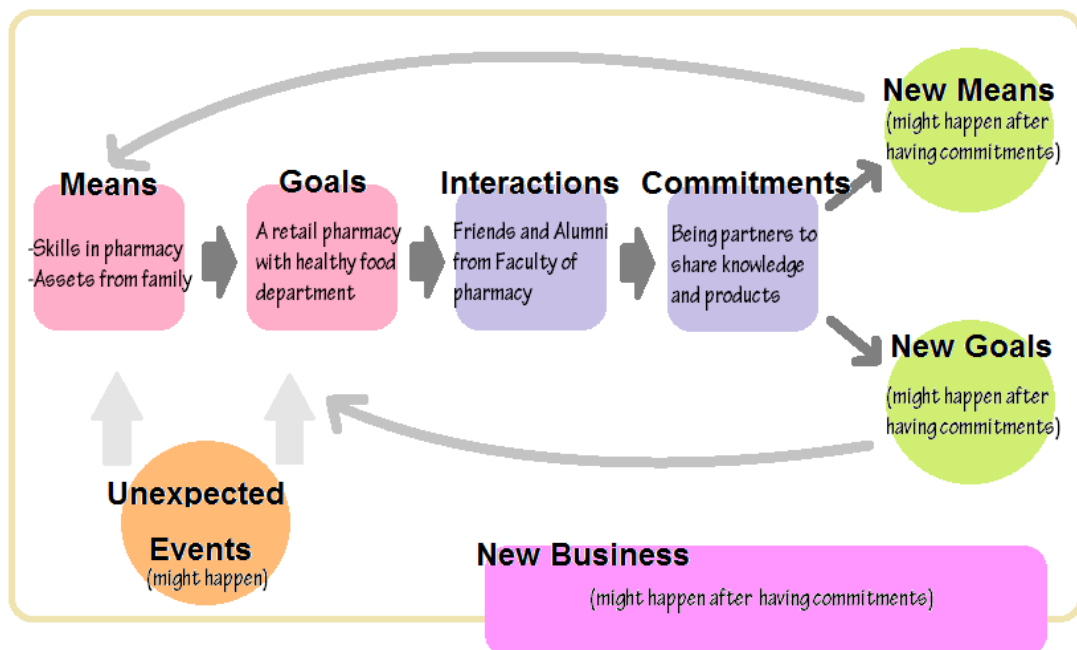 New Means
(might happen after
having commitments)
Means
-Skills in pharmacy
-Assets from family
Goals
A retail pharmacy
with healthy food
department
Interactions
Friends and Alumni
from Faculty of
pharmacy
Commitments
Being partners to
share knowledge
and products
New Goals
(might happen after
having commitments)
Unexpected
Events
(might happen)
New Business
(might happen after having commitments)